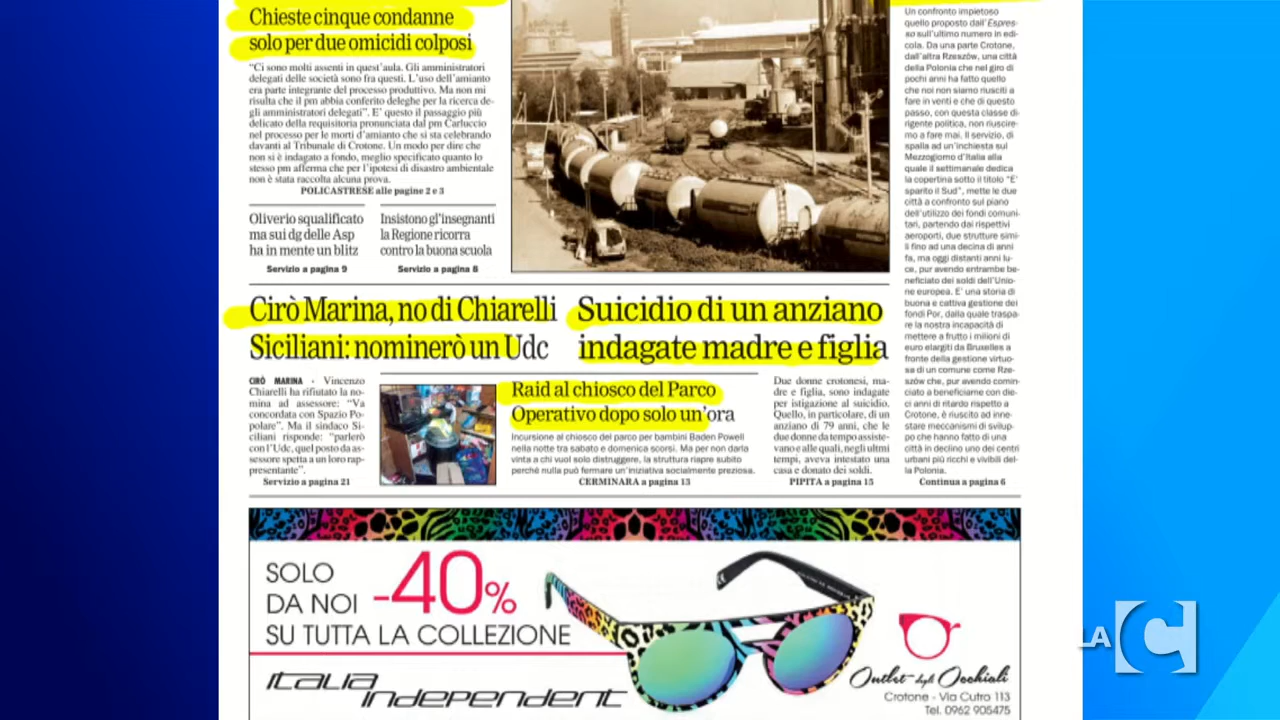 Chieste cinque condanne
solo per due omicidi colposi
“Ci sono molti assenti in quest’aula. Gli amministratori
delegati delle società sono fra questi. L’uso dell’amianto
era parte integrante del processo produttivo. Ma non mi
risulta che il pm abbia conferito deleghe per la ricerca de-
gli amministratori delegati”. E’ questo il passaggio più
delicato della requisitoria pronunciata dal pm Carluccio
nel processo per le morti d’amianto che si sta celebrando
davanti al Tribunale di Crotone. Un modo per dire che
non si è indagato a fondo, meglio specificato quanto lo
stesso pm afferma che per l’ipotesi di disastro ambientale
non è stata raccolta alcuna prova.
POLICASTRESE alle pagine 2 e 3
Oliverio squalificato
ma sui dg delle Asp
ha in mente un blitz
Servizio a pagina 9
Insistono gl’insegnanti
la Regione ricorra
contro la buona scuola
Servizio a pagina 8
Un confronto impietoso
quello proposto dall’Espres-
so sull’ultimo numero in edi-
cola. Da una parte Crotone,
dall’altra Rzeszòw, una città
della Polonia che nel giro di
pochi anni ha fatto quello
che noi non siamo riusciti a
fare in venti e che di questo
passo, con questa classe di-
rigente politica, non riuscire-
mo a fare mai. Il servizio, di
spalla ad un’inchiesta sul
Mezzogiorno d’Italia alla
quale il settimanale dedica
la copertina sotto il titolo “E’
sparito il Sud”, mette le due
città a confronto sul piano
dell’utilizzo dei fondi comuni-
tari, partendo dai rispettivi
aeroporti, due strutture simi-
li fino ad una decina di anni
fa, ma oggi distanti anni lu-
ce, pur avendo entrambe be-
neficiato dei soldi dell’Unio-
ne europea. E’ una storia di
buona e cattiva gestione dei
fondi Por, dalla quale traspa-
re la nostra incapacità di
mettere a frutto i milioni di
euro elargiti da Bruxelles a
fronte della gestione virtuo-
sa di un comune come Rze-
szòw che, pur avendo comin-
ciato a beneficiarne con die-
ci anni di ritardo rispetto a
Crotone, è riuscito ad inne-
stare meccanismi di svilup-
po che hanno fatto di una
città in declino uno dei centri
urbani più ricchi e vivibili del-
la Polonia.
Continua a pagina 6
Cirò Marina, no di Chiarelli
Siciliani: nominerò un Udc
CIRÒ MARINA - Vincenzo
Chiarelli ha rifiutato la no-
mina ad assessore: “Va
concordata con Spazio Po-
polare”. Ma il sindaco Si-
ciliani risponde: “parlerò
con l’Udc, quel posto da as-
sessore spetta a un loro rap-
presentante”.
Servizio a pagina 21
Suicidio di un anziano
indagate madre e figlia
Raid al chiosco del Parco
Operativo dopo solo un’ora
Incursione al chiosco del parco per bambini Baden Powell
nella notte tra sabato e domenica scorsi. Ma per non darla
vinta a chi vuol solo distruggere, la struttura riapre subito
perché nulla può fermare un’iniziativa socialmente preziosa.
CERMINARA a pagina 13
Due donne crotonesi, ma-
dre e figlia, sono indagate
per istigazione al suicidio.
Quello, in particolare, di un
anziano di 79 anni, che le
due donne da tempo assiste-
vano e alle quali, negli ultimi
tempi, aveva intestato una
casa e donato dei soldi.
PIPITA a pagina 15
SOLO
DA NOI -40%
SU TUTTA LA COLLEZIONE
ITALIA
INDEPENDENT
Outlet degli Occhiali
Crotone - Via Cutro 113
Tel. 0962 905475
LA C